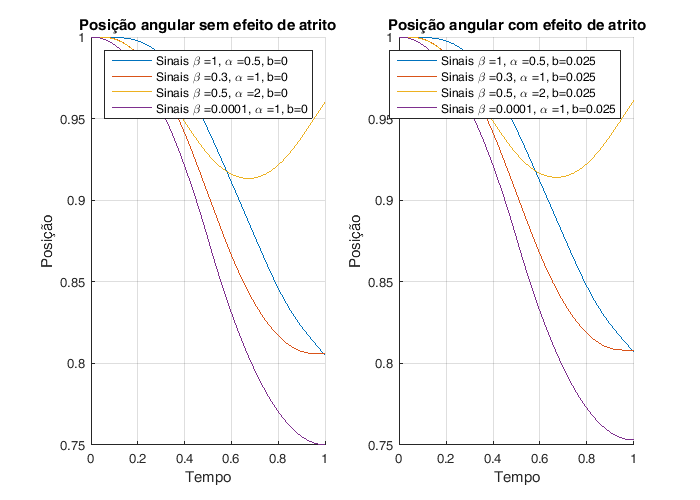 Posição angular sem efeito de atrito
Sinais β =1, α =0.5, b=0
Sinais β =0.3, α =1, b=0
Sinais β =0.5, α =2, b=0
Sinais β =0.0001, α =1, b=0
1
0.95
0.9
0.85
0.8
0.75
Posição
0 0.2 0.4 0.6 0.8 1
Tempo
Posição angular com efeito de atrito
Sinais β =1, α =0.5, b=0.025
Sinais β =0.3, α =1, b=0.025
Sinais β =0.5, α =2, b=0.025
Sinais β =0.0001, α =1, b=0.025
1
0.95
0.9
0.85
0.8
0.75
Posição
0 0.2 0.4 0.6 0.8 1
Tempo